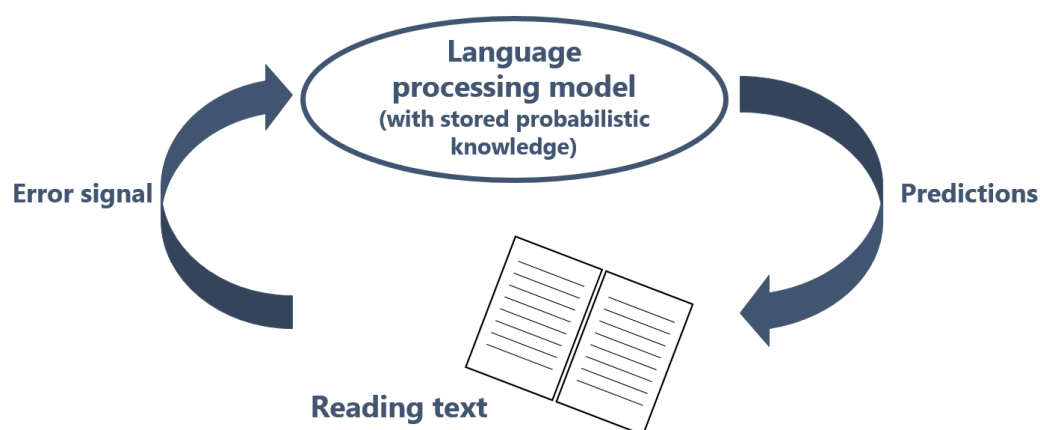 Language
processing model
(with stored probabilistic
knowledge)
Error signal
Predictions
Reading text